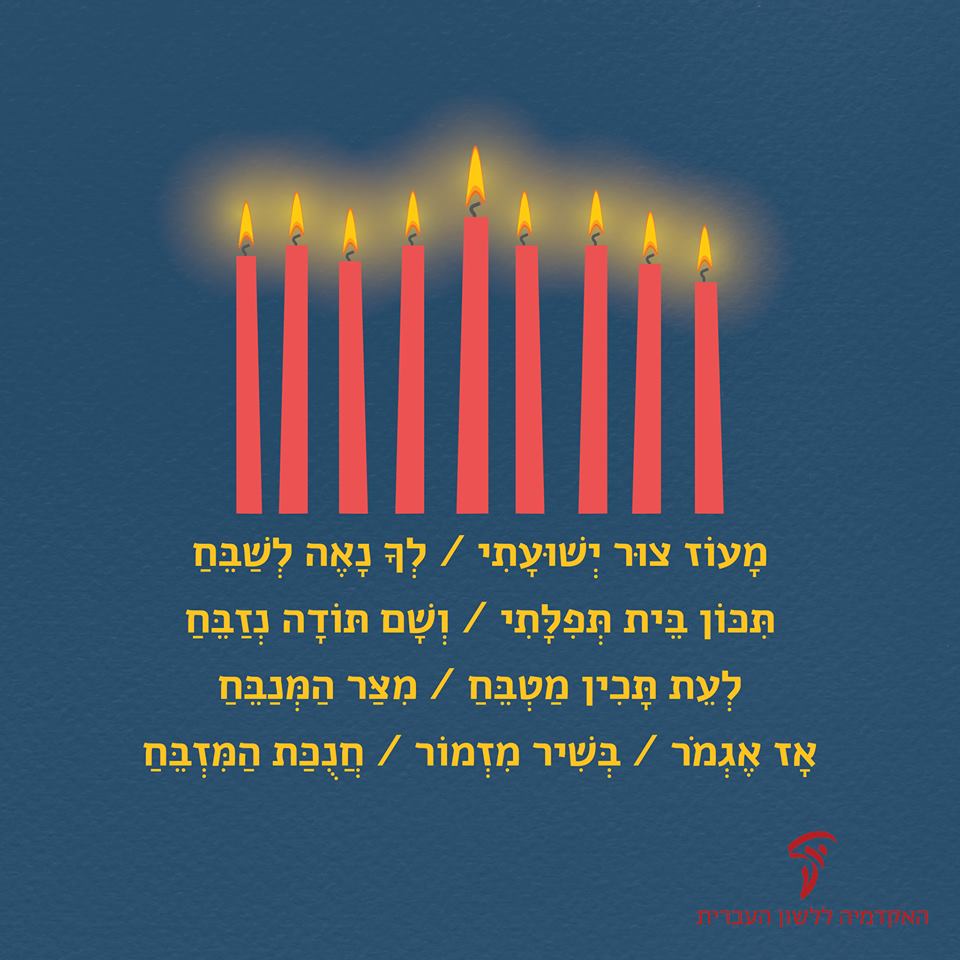 מָעוֹז צוּר יְשׁוּעָתִי / לְךָ נָאֶה לְשַׁבֵּחַ
תִּכּוֹן בֵּית תְּפִלָּתִי / וְשָׁם תּוֹדָה נְזַבֵּחַ
לְעֵת תָּכִין מַטְבֵּחַ / מִצַּר הַמְּנַבֵּחַ
אָז אֶגְמֹר / בְּשִׁיר מִזְמוֹר / חֲנֻכַּת הַמִּזְבֵּחַ
האקדמיה ללשון העברית